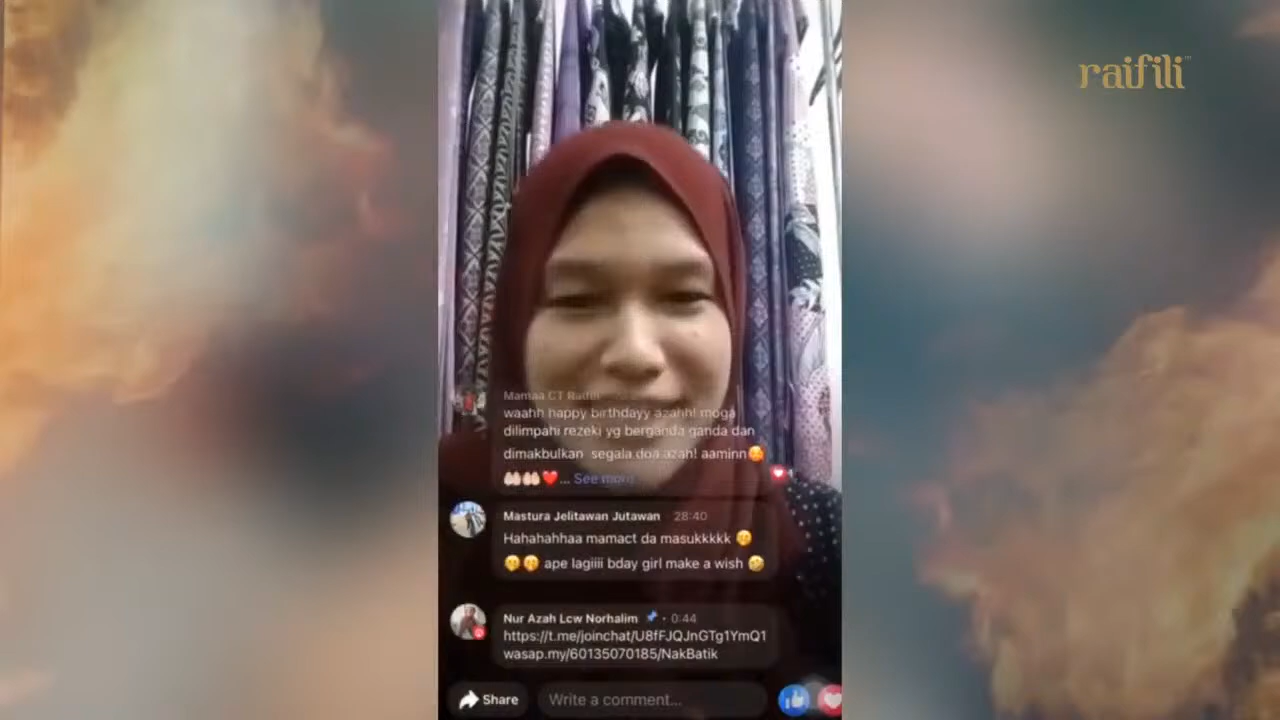 raifili™
Mamaa CT Raifili
waahh happy birthdayy azahh! moga
dilimpahi rezeki yg berganda ganda dan
dimakbulkan segala doa azah! aaminn🥰
🤲🤲❤️... See more
Mastura Jelitawan Jutawan 28:40
Hahahahhaa mamact da masukkkkk 🤭
🤭🤭 ape lagiiii bday girl make a wish 🤣
Nur Azah Lcw Norhalim 📌 · 0:44
https://t.me/joinchat/U8fFJQJnGTg1YmQ1
wasap.my/60135070185/NakBatik
Share
Write a comment...